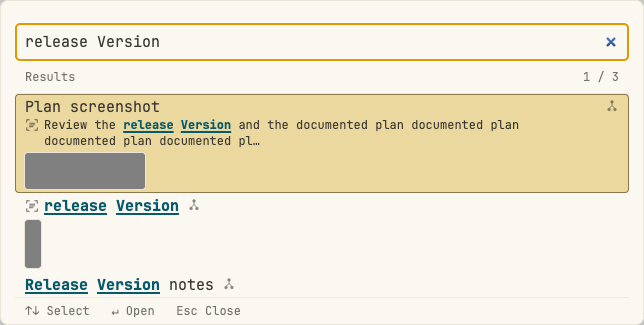 release Version
Results 1 / 3
Plan screenshot
Review the release Version and the documented plan documented plan
documented plan documented pl…
release Version
Release Version notes
↑↓ Select ↵ Open Esc Close